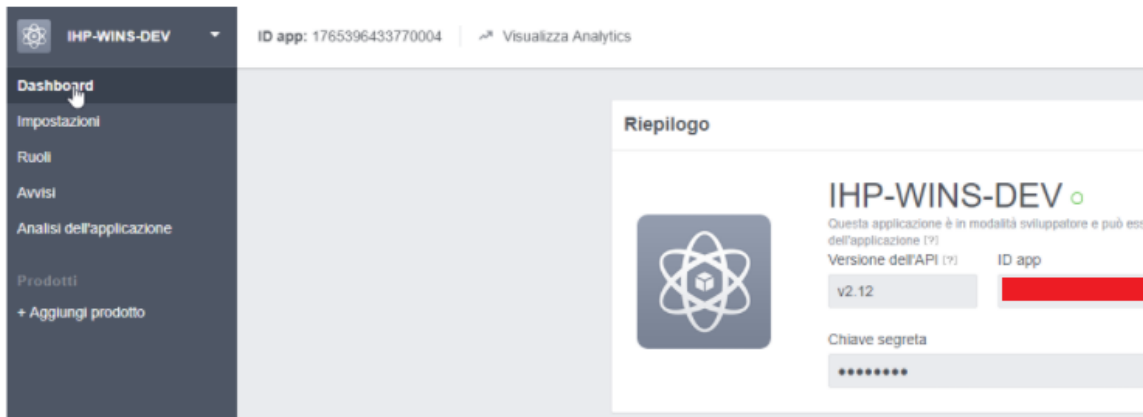 IHP-WINS-DEV
ID app: 1765396433770004
Visualizza Analytics
Dashboard
Impostazioni
Ruoli
Avvisi
Analisi dell'applicazione
Prodotti
+ Aggiungi prodotto
Riepilogo
IHP-WINS-DEV
Questa applicazione è in modalità sviluppatore e può ess
dell'applicazione [?]
Versione dell'API [?]
ID app
v2.12
Chiave segreta
••••••••